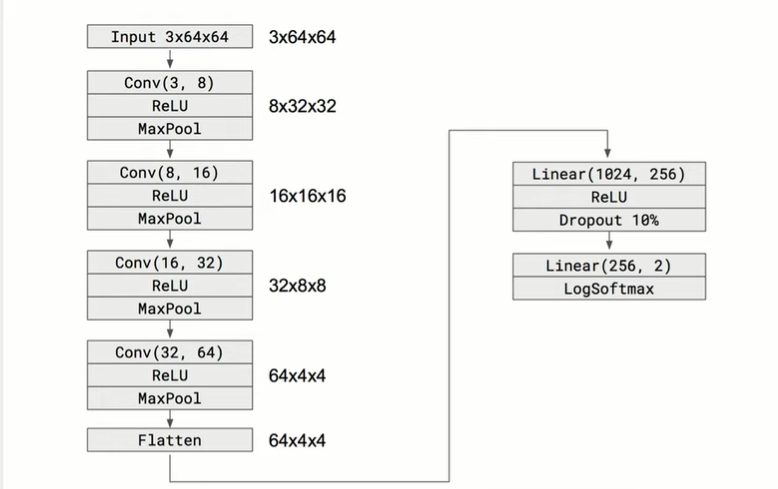 Input 3x64x64
3x64x64
Conv(3, 8)
ReLU
8x32x32
MaxPool
Conv(8, 16)
ReLU
16x16x16
MaxPool
Conv(16, 32)
ReLU
32x8x8
MaxPool
Conv(32, 64)
ReLU
64x4x4
MaxPool
Flatten
64x4x4
Linear(1024, 256)
ReLU
Dropout 10%
Linear(256, 2)
LogSoftmax